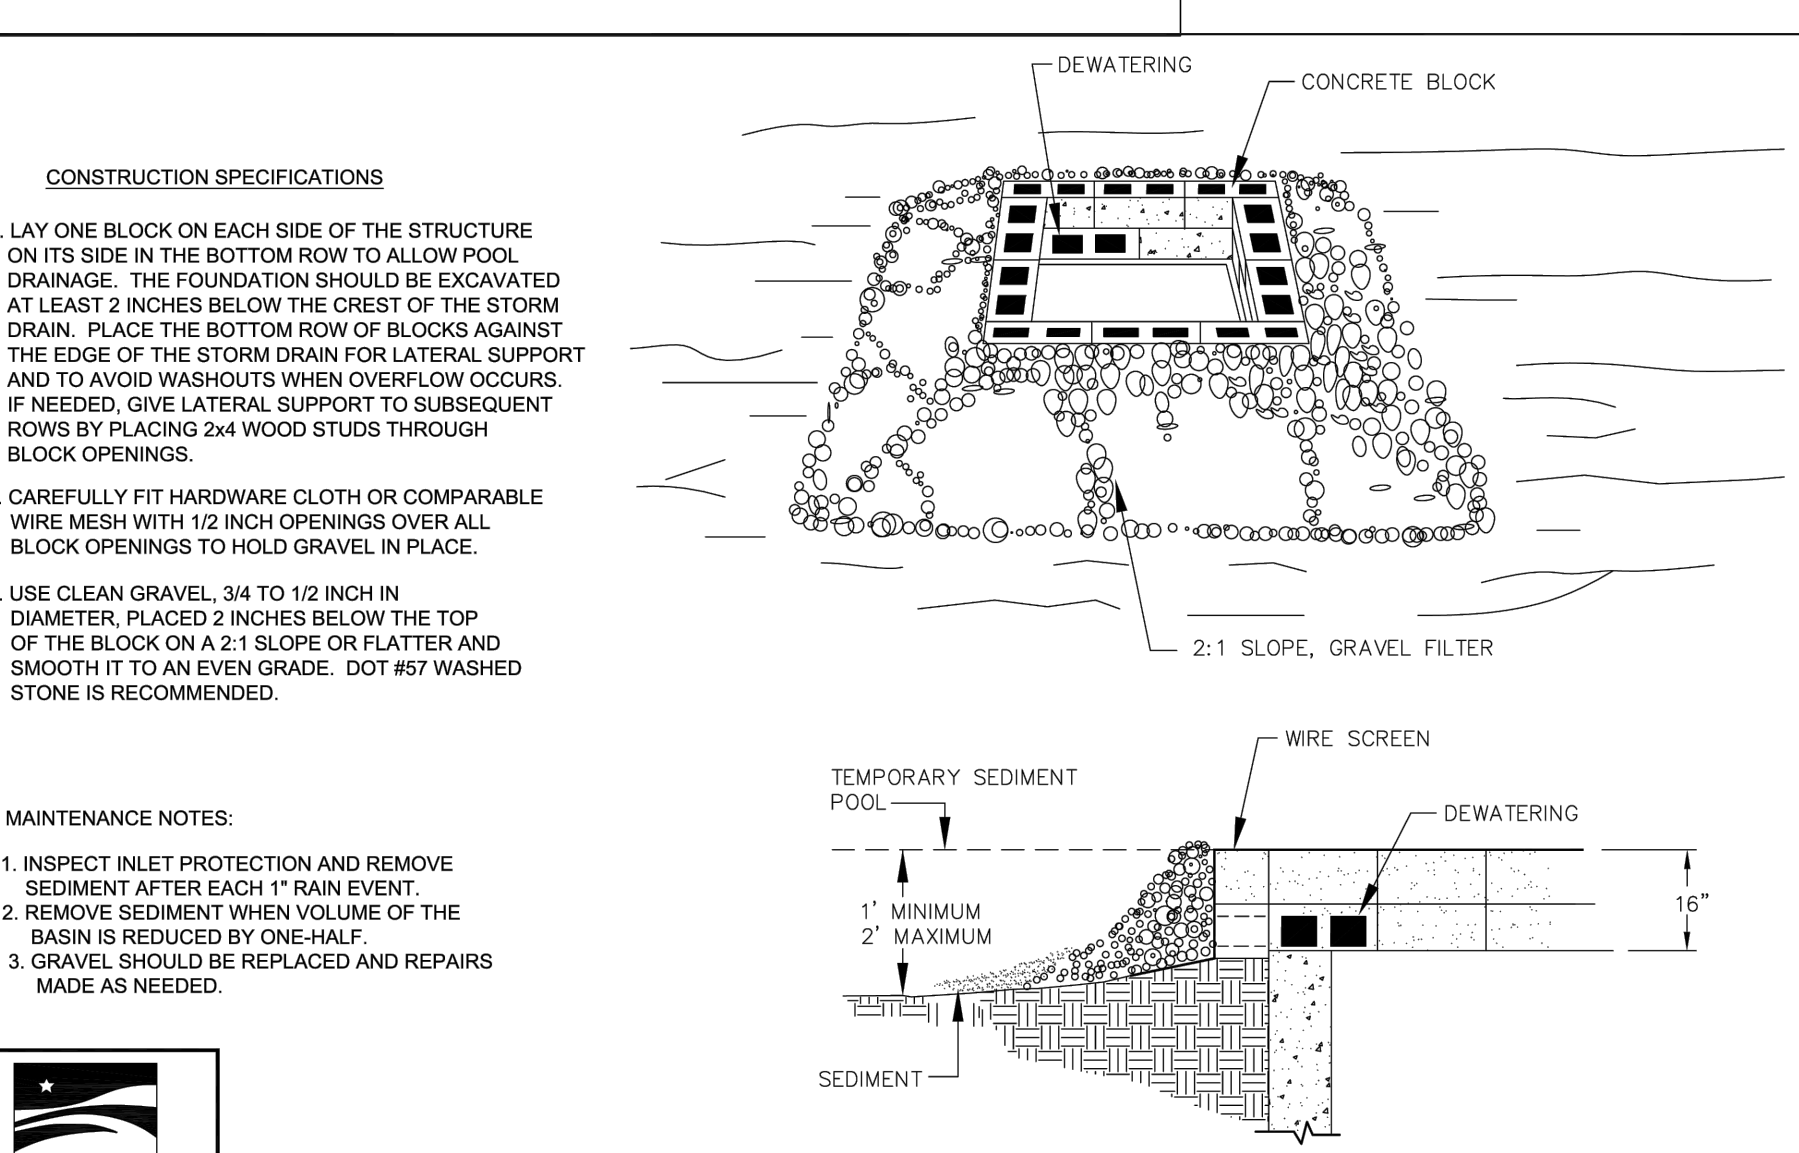 CONSTRUCTION SPECIFICATIONS
. LAY ONE BLOCK ON EACH SIDE OF THE STRUCTURE
ON ITS SIDE IN THE BOTTOM ROW TO ALLOW POOL
DRAINAGE. THE FOUNDATION SHOULD BE EXCAVATED
AT LEAST 2 INCHES BELOW THE CREST OF THE STORM
DRAIN. PLACE THE BOTTOM ROW OF BLOCKS AGAINST
THE EDGE OF THE STORM DRAIN FOR LATERAL SUPPORT
AND TO AVOID WASHOUTS WHEN OVERFLOW OCCURS.
IF NEEDED, GIVE LATERAL SUPPORT TO SUBSEQUENT
ROWS BY PLACING 2x4 WOOD STUDS THROUGH
BLOCK OPENINGS.
. CAREFULLY FIT HARDWARE CLOTH OR COMPARABLE
WIRE MESH WITH 1/2 INCH OPENINGS OVER ALL
BLOCK OPENINGS TO HOLD GRAVEL IN PLACE.
. USE CLEAN GRAVEL, 3/4 TO 1/2 INCH IN
DIAMETER, PLACED 2 INCHES BELOW THE TOP
OF THE BLOCK ON A 2:1 SLOPE OR FLATTER AND
SMOOTH IT TO AN EVEN GRADE. DOT #57 WASHED
STONE IS RECOMMENDED.
MAINTENANCE NOTES:
1. INSPECT INLET PROTECTION AND REMOVE
SEDIMENT AFTER EACH 1" RAIN EVENT.
2. REMOVE SEDIMENT WHEN VOLUME OF THE
BASIN IS REDUCED BY ONE-HALF.
3. GRAVEL SHOULD BE REPLACED AND REPAIRS
MADE AS NEEDED.
DEWATERING
CONCRETE BLOCK
2:1 SLOPE, GRAVEL FILTER
WIRE SCREEN
TEMPORARY SEDIMENT
POOL
DEWATERING
1' MINIMUM
2' MAXIMUM
16"
SEDIMENT